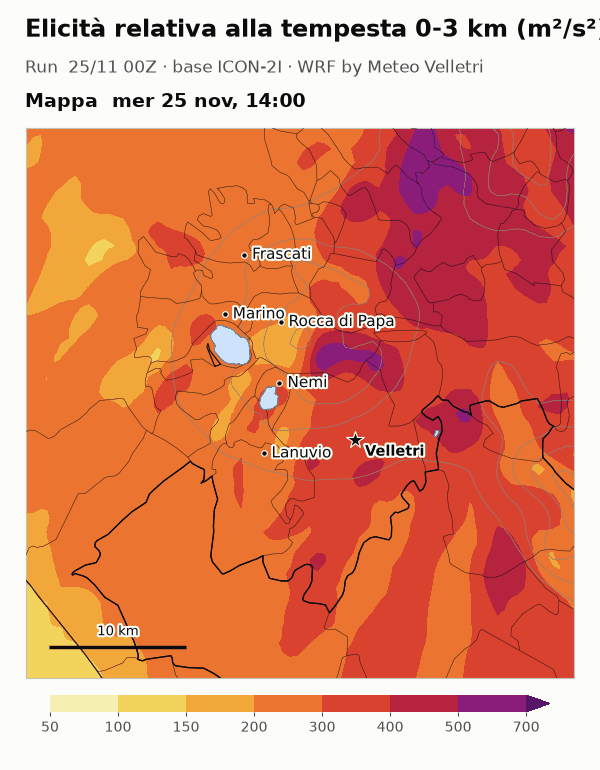 Elicità relativa alla tempesta 0-3 km (m²/s²)
Run  25/11 00Z · base ICON-2I · WRF by Meteo Velletri
Mappa  mer 25 nov, 14:00
Frascati
Marino
Rocca di Papa
Nemi
Velletri
Lanuvio
10 km
50 100 150 200 300 400 500 700